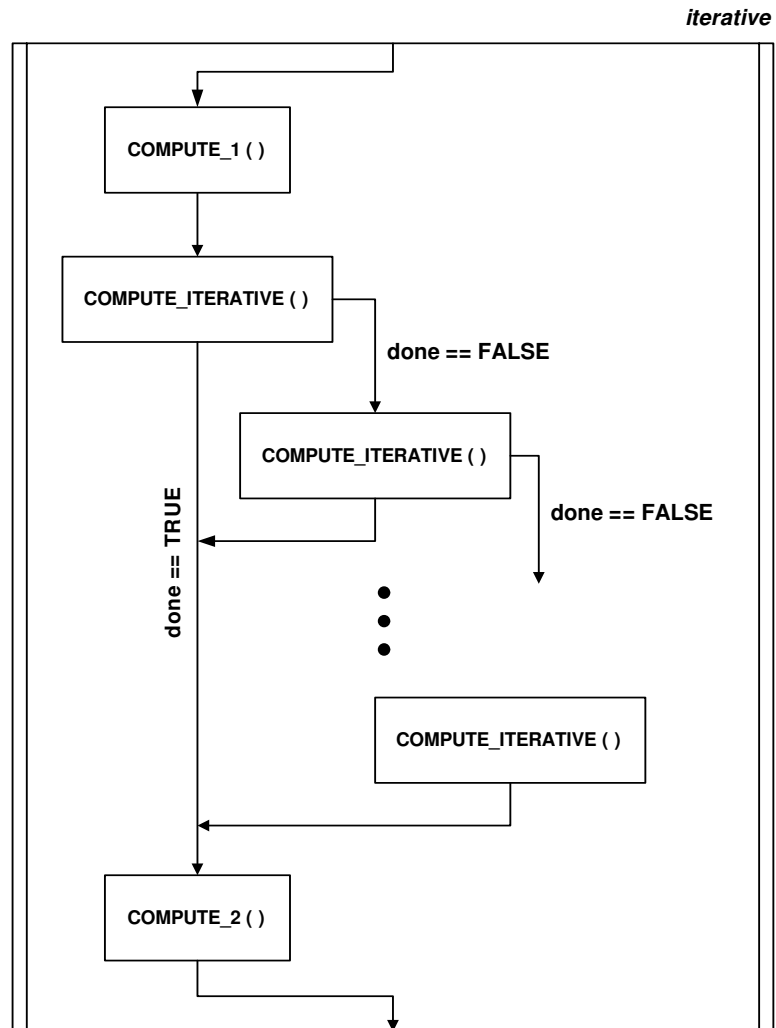 iterative
COMPUTE_1 ( )
COMPUTE_ITERATIVE ( )
done == FALSE
COMPUTE_ITERATIVE ( )
done == FALSE
done == TRUE
COMPUTE_ITERATIVE ( )
COMPUTE_2 ( )